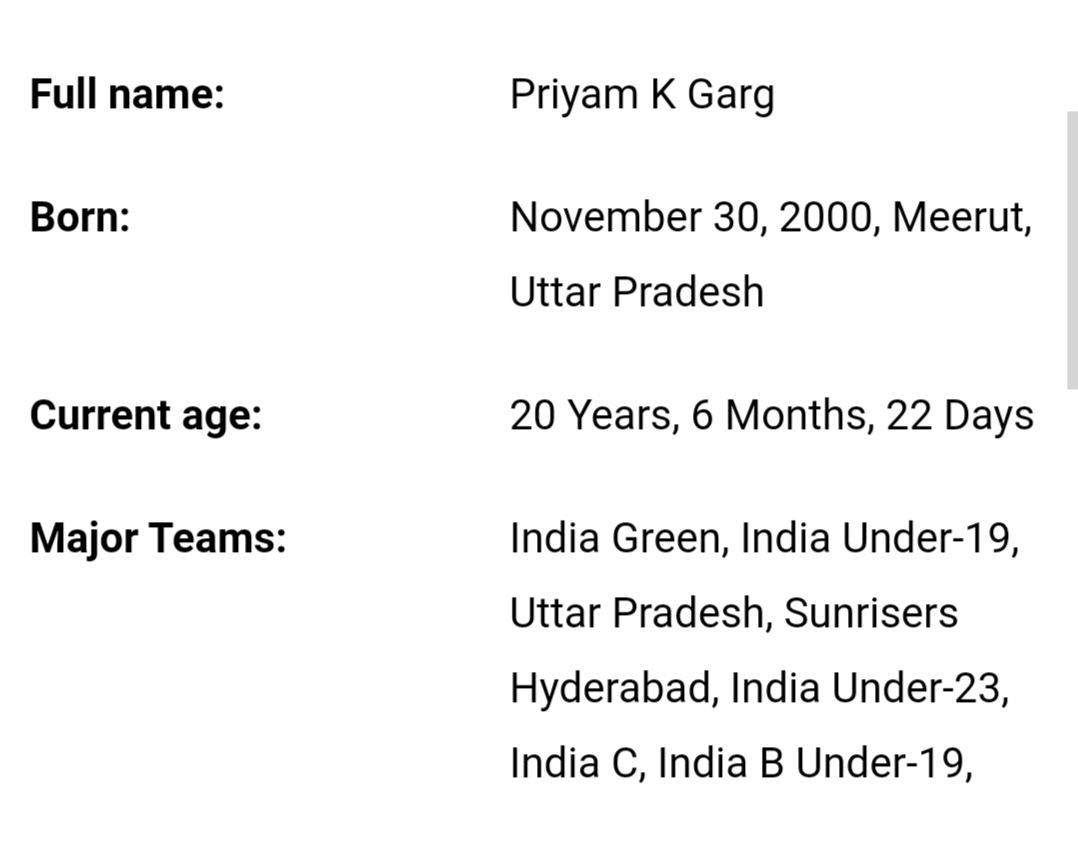 Full name: Priyam K Garg
Born: November 30, 2000, Meerut,
Uttar Pradesh
Current age: 20 Years, 6 Months, 22 Days
Major Teams: India Green, India Under-19,
Uttar Pradesh, Sunrisers
Hyderabad, India Under-23,
India C, India B Under-19,